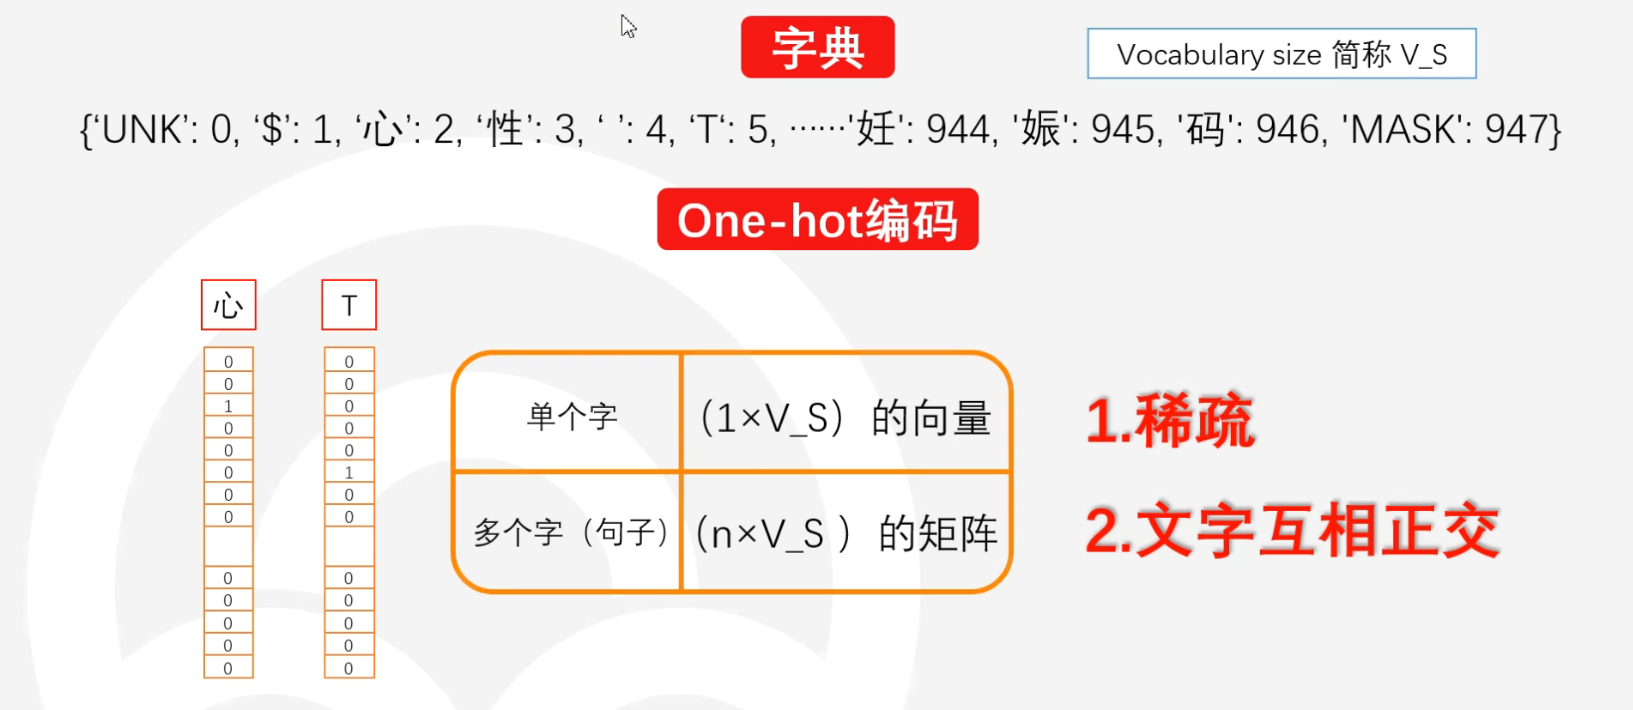 字典
Vocabulary size 简称 V_S
{‘UNK’: 0, ‘$’: 1, ‘心’: 2, ‘性’: 3, ‘ ’: 4, ‘T‘: 5, ······'妊': 944, '娠': 945, '码': 946, 'MASK': 947}
One-hot编码
心
T
0 0
0 0
1 0
0 0
0 0
0 1
0 0
0 0
0 0
0 0
0 0
0 0
0 0
单个字 （1×V_S）的向量
多个字（句子） （n×V_S ）的矩阵
1.稀疏
2.文字互相正交